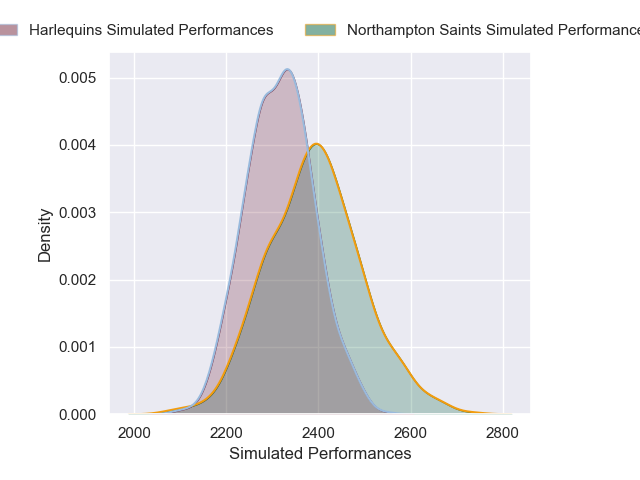 Harlequins Simulated Performances Northampton Saints Simulated Performance
0.005
0.004
0.003
0.002
0.001
0.000
Density
2000 2200 2400 2600 2800
Simulated Performances